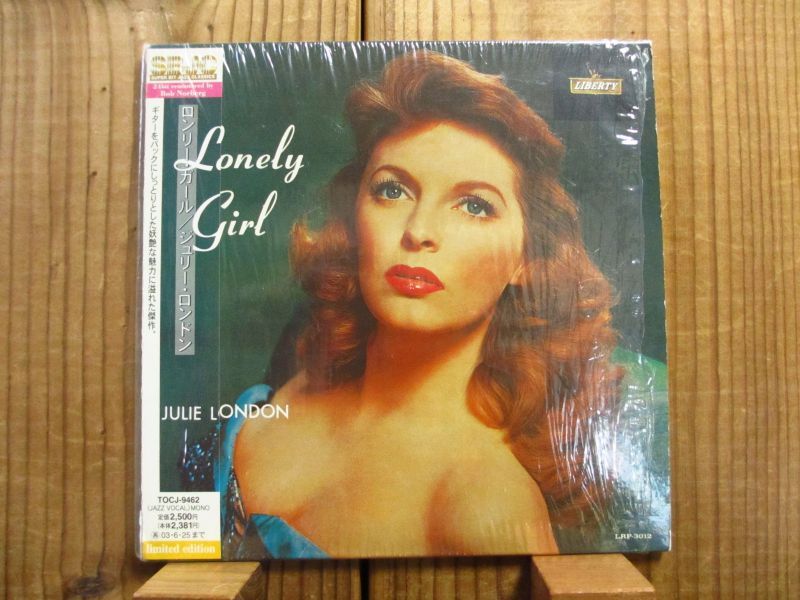 SUPER BIT JAZZ CLASSICS
24bit remastered by
Bob Norberg
ロンリー・ガール/ジュリー・ロンドン
ギターをバックにしっとりとした妖艶な魅力に溢れた傑作。
Lonely
Girl
LIBERTY
JULIE LONDON
TOCJ-9462
(JAZZ VOCAL) MONO
定価2,500円
(本体2,381円)
03・6・25まで
limited edition
LRP-3012